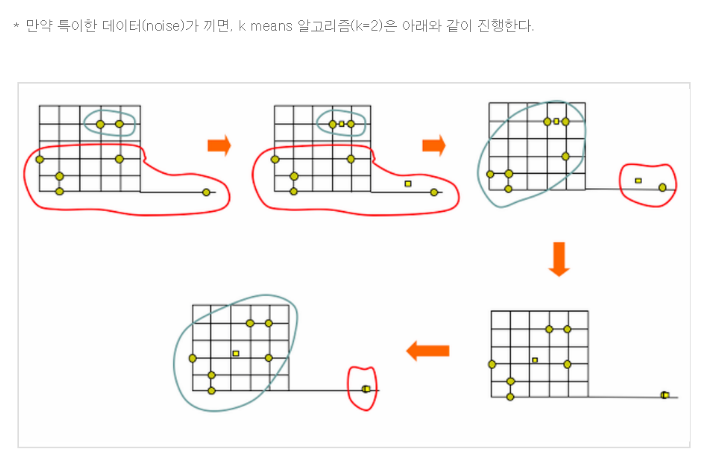 * 만약 특이한 데이터(noise)가 끼면, k means 알고리즘(k=2)은 아래와 같이 진행한다.